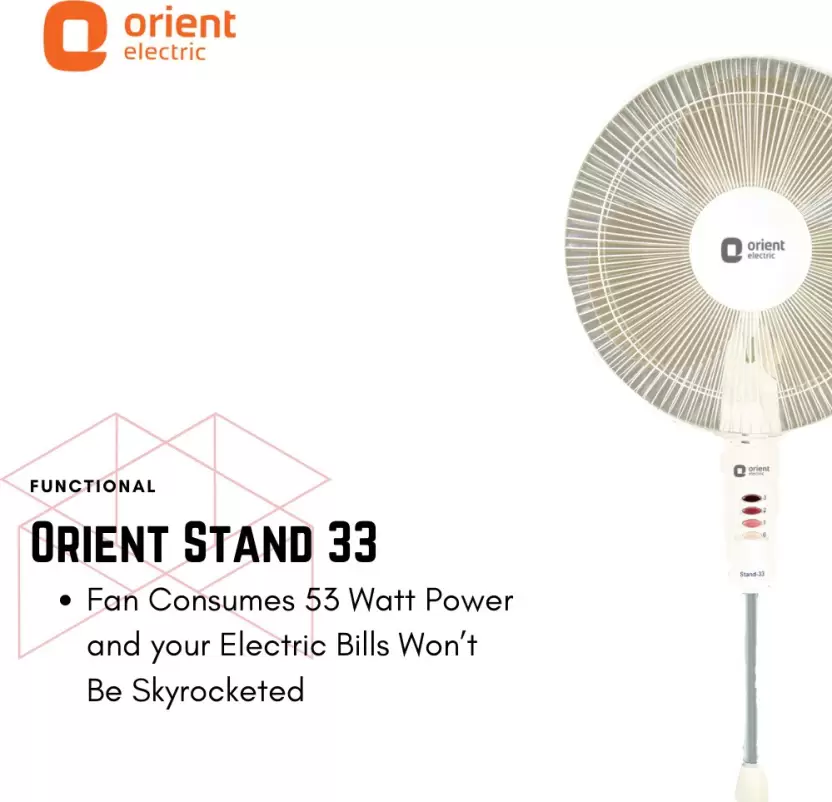 orient
electric
orient
electric
orient
electric
3
2
1
0
Stand-33
FUNCTIONAL
ORIENT STAND 33
• Fan Consumes 53 Watt Power
and your Electric Bills Won't
Be Skyrocketed